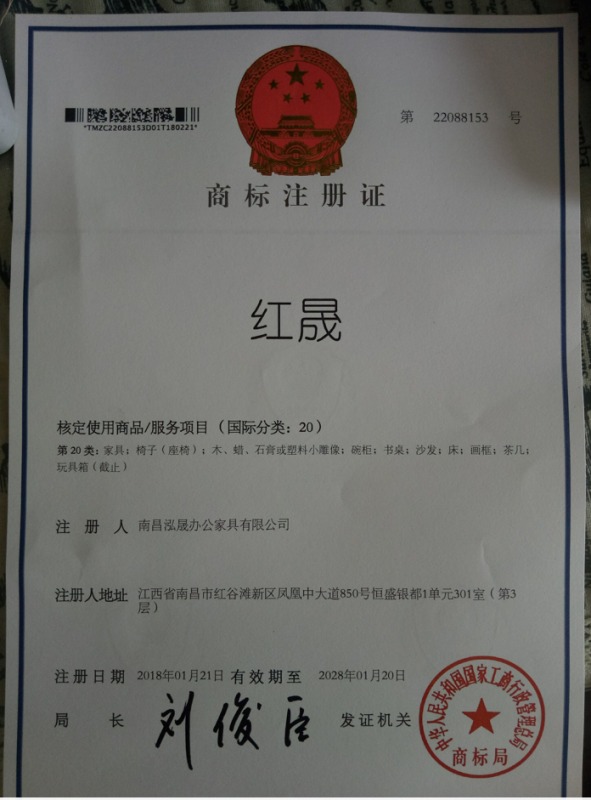 *TMZC22088153D01T180221*
第 22088153 号
商标注册证
红晟
核定使用商品/服务项目（国际分类：20）
第20类：家具；椅子（座椅）；木、蜡、石膏或塑料小雕像；碗柜；书桌；沙发；床；画框；茶几；
玩具箱（截止）
注册人 南昌泓晟办公家具有限公司
注册人地址 江西省南昌市红谷滩新区凤凰中大道850号恒盛银都1单元301室（第3
层）
注册日期 2018年01月21日 有效期至 2028年01月20日
局长 刘俊臣 发证机关
中华人民共和国国家工商行政管理总局
商标局